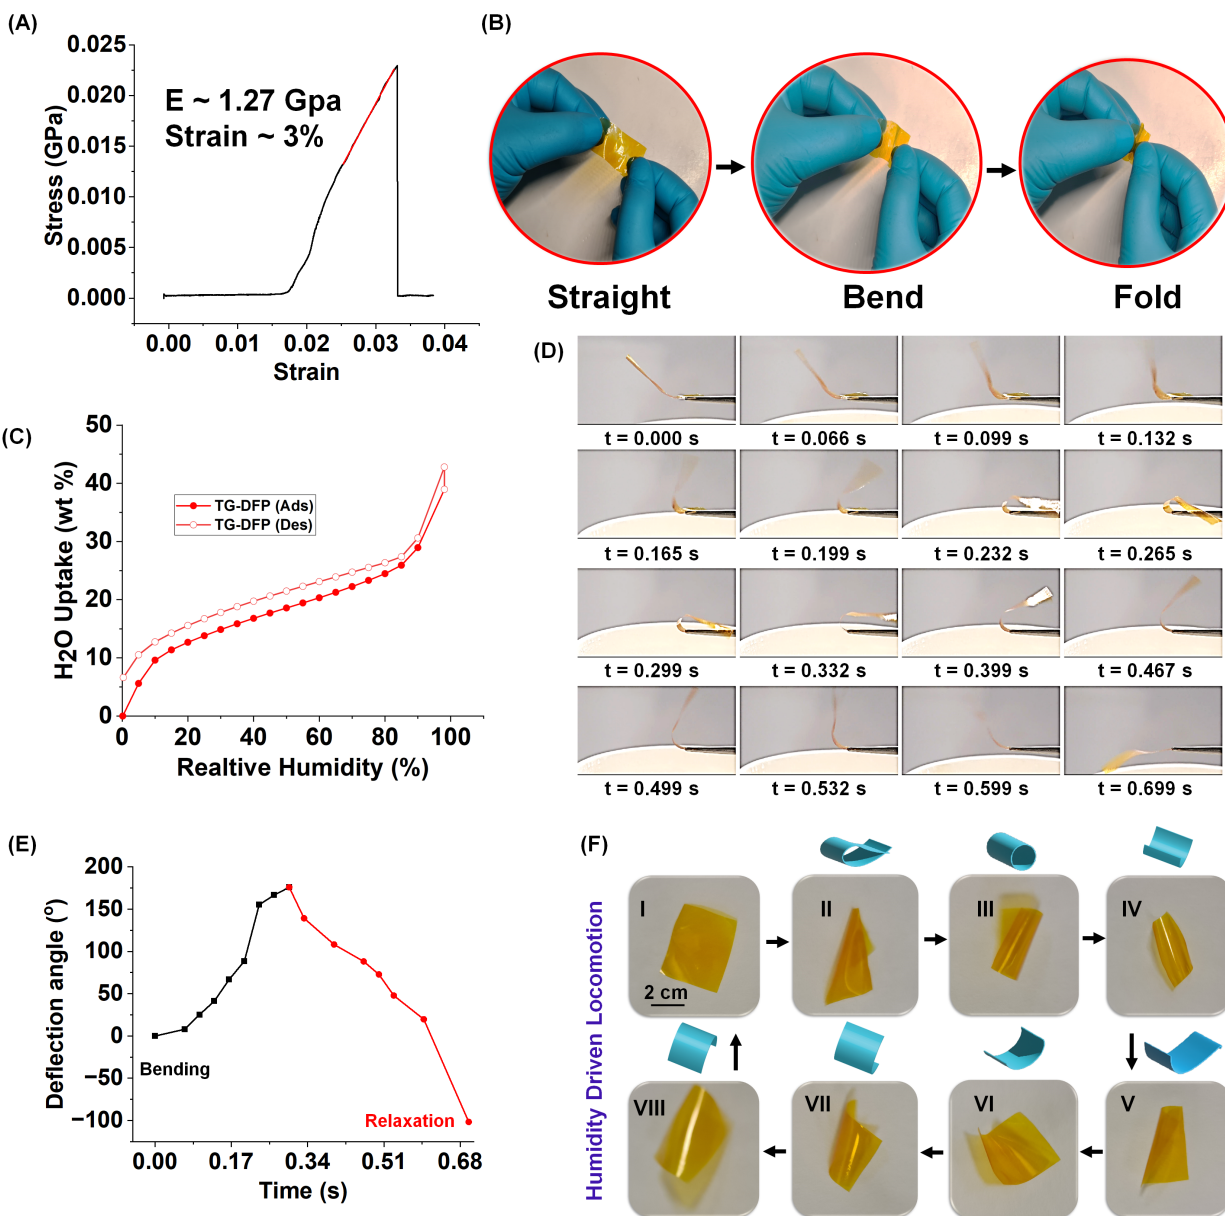 (A)
0.025
0.020
0.015
0.010
0.005
0.000
Stress (GPa)
E ~ 1.27 Gpa
Strain ~ 3%
0.00 0.01 0.02 0.03 0.04
Strain
(B)
Straight Bend Fold
(C)
50
40
30
20
10
0
H2O Uptake (wt %)
TG-DFP (Ads)
TG-DFP (Des)
0 20 40 60 80 100
Realtive Humidity (%)
(D)
t = 0.000 s t = 0.066 s t = 0.099 s t = 0.132 s
t = 0.165 s t = 0.199 s t = 0.232 s t = 0.265 s
t = 0.299 s t = 0.332 s t = 0.399 s t = 0.467 s
t = 0.499 s t = 0.532 s t = 0.599 s t = 0.699 s
(E)
200
150
100
50
0
−50
−100
Deflection angle (°)
Bending
Relaxation
0.00 0.17 0.34 0.51 0.68
Time (s)
(F)
Humidity Driven Locomotion
I II III IV
2 cm
VIII VII VI V